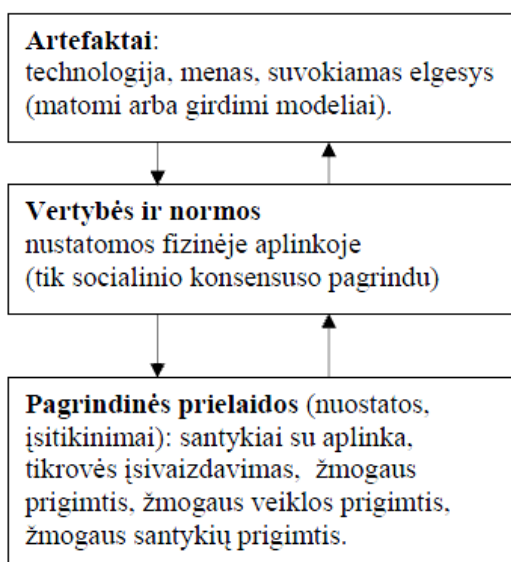 Artefaktai:
technologija, menas, suvokiamas elgesys
(matomi arba girdimi modeliai).
Vertybės ir normos
nustatomos fizinėje aplinkoje
(tik socialinio konsensuso pagrindu)
Pagrindinės prielaidos (nuostatos,
įsitikinimai): santykiai su aplinka,
tikrovės įsivaizdavimas, žmogaus
prigimtis, žmogaus veiklos prigimtis,
žmogaus santykių prigimtis.